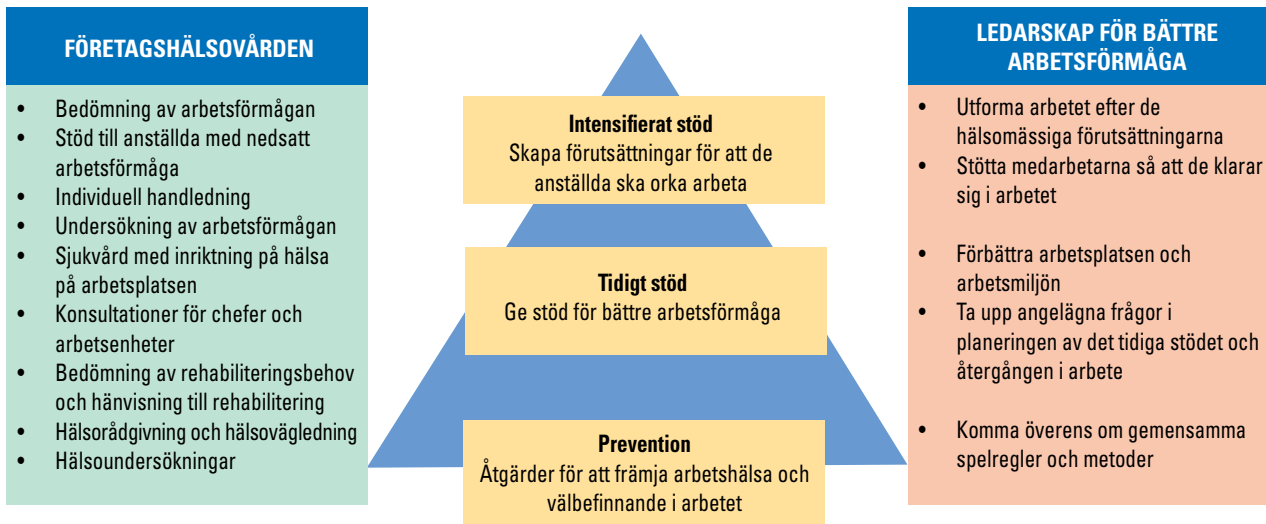 FÖRETAGSHÄLSOVÅRDEN
• Bedömning av arbetsförmågan
• Stöd till anställda med nedsatt
arbetsförmåga
• Individuell handledning
• Undersökning av arbetsförmågan
• Sjukvård med inriktning på hälsa
på arbetsplatsen
• Konsultationer för chefer och
arbetsenheter
• Bedömning av rehabiliteringsbehov
och hänvisning till rehabilitering
• Hälsorådgivning och hälsovägledning
• Hälsoundersökningar
Intensifierat stöd
Skapa förutsättningar för att de
anställda ska orka arbeta
Tidigt stöd
Ge stöd för bättre arbetsförmåga
Prevention
Åtgärder för att främja arbetshälsa och
välbefinnande i arbetet
LEDARSKAP FÖR BÄTTRE
ARBETSFÖRMÅGA
• Utforma arbetet efter de
hälsomässiga förutsättningarna
• Stötta medarbetarna så att de klarar
sig i arbetet
• Förbättra arbetsplatsen och
arbetsmiljön
• Ta upp angelägna frågor i
planeringen av det tidiga stödet och
återgången i arbete
• Komma överens om gemensamma
spelregler och metoder